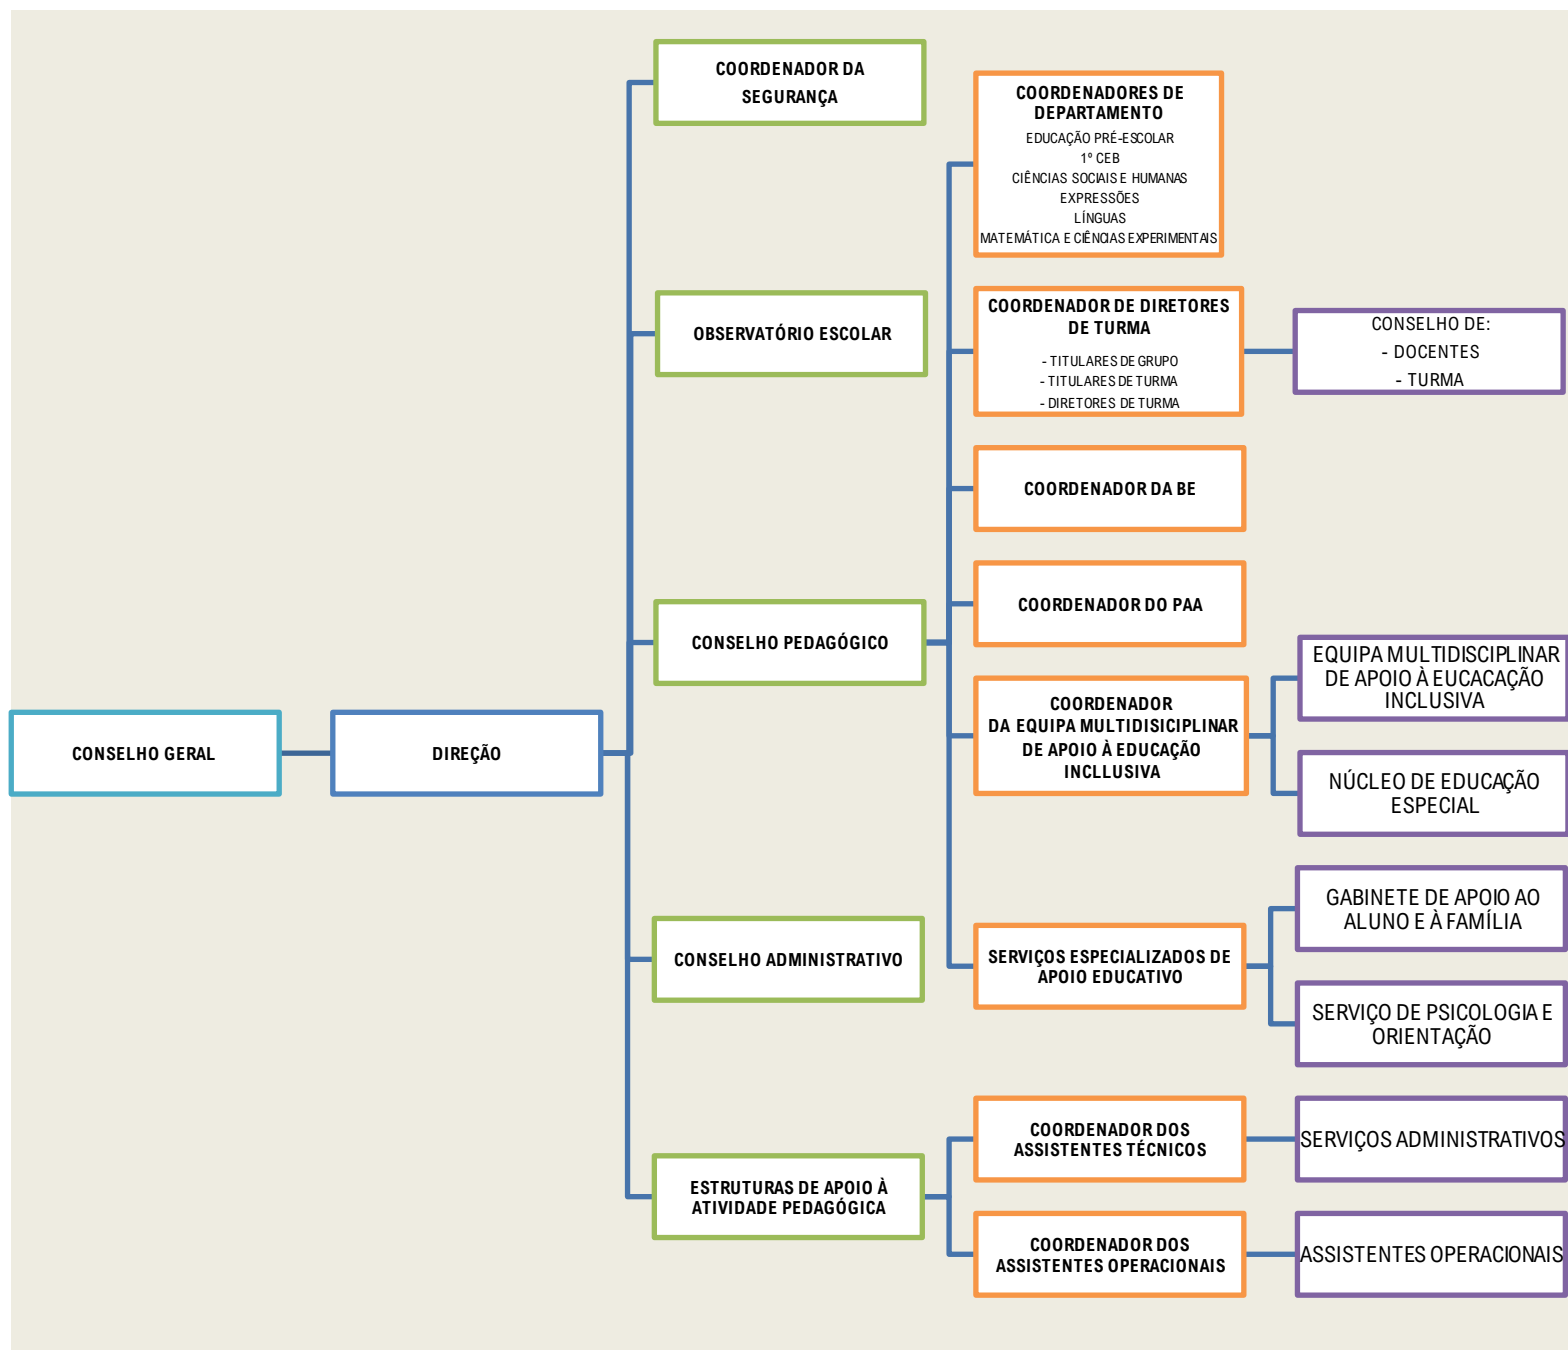 CONSELHO GERAL
DIREÇÃO
COORDENADOR DA
SEGURANÇA
OBSERVATÓRIO ESCOLAR
CONSELHO PEDAGÓGICO
COORDENADORES DE
DEPARTAMENTO
EDUCAÇÃO PRÉ-ESCOLAR
1º CEB
CIÊNCIAS SOCIAIS E HUMANAS
EXPRESSÕES
LÍNGUAS
MATEMÁTICA E CIÊNCIAS EXPERIMENTAIS
COORDENADOR DE DIRETORES
DE TURMA
- TITULARES DE GRUPO
- TITULARES DE TURMA
- DIRETORES DE TURMA
CONSELHO DE:
- DOCENTES
- TURMA
COORDENADOR DA BE
COORDENADOR DO PAA
COORDENADOR
DA EQUIPA MULTIDISICIPLINAR
DE APOIO À EDUCAÇÃO
INCLLUSIVA
EQUIPA MULTIDISCIPLINAR
DE APOIO À EUCACAÇÃO
INCLUSIVA
NÚCLEO DE EDUCAÇÃO
ESPECIAL
SERVIÇOS ESPECIALIZADOS DE
APOIO EDUCATIVO
GABINETE DE APOIO AO
ALUNO E À FAMÍLIA
SERVIÇO DE PSICOLOGIA E
ORIENTAÇÃO
CONSELHO ADMINISTRATIVO
ESTRUTURAS DE APOIO À
ATIVIDADE PEDAGÓGICA
COORDENADOR DOS
ASSISTENTES TÉCNICOS
SERVIÇOS ADMINISTRATIVOS
COORDENADOR DOS
ASSISTENTES OPERACIONAIS
ASSISTENTES OPERACIONAIS